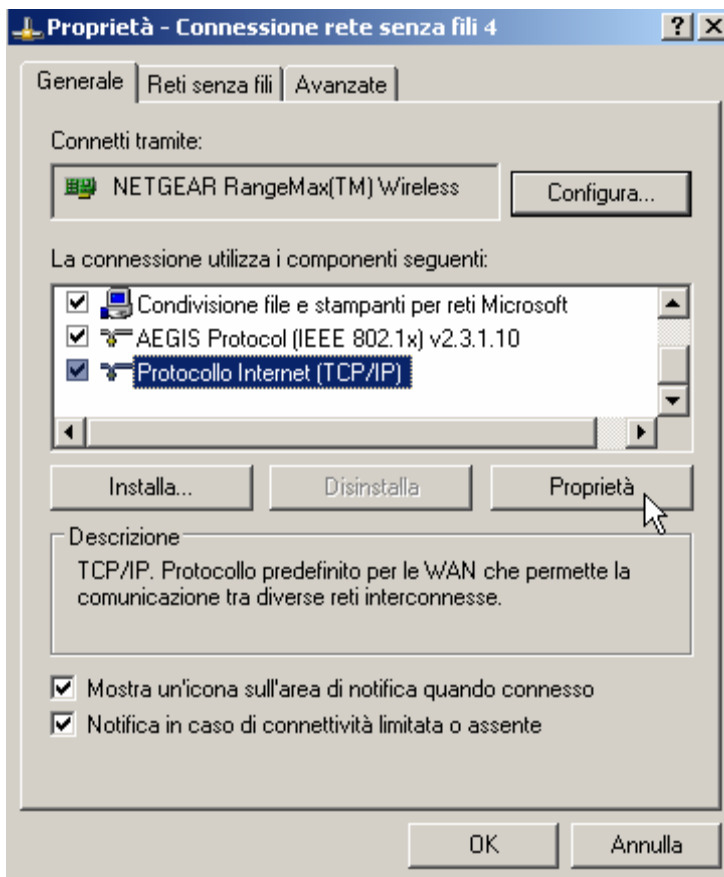 Proprietà - Connessione rete senza fili 4
Generale Reti senza fili Avanzate
Connetti tramite:
NETGEAR RangeMax(TM) Wireless Configura...
La connessione utilizza i componenti seguenti:
Condivisione file e stampanti per reti Microsoft
AEGIS Protocol (IEEE 802.1x) v2.3.1.10
Protocollo Internet (TCP/IP)
Installa... Disinstalla Proprietà
Descrizione
TCP/IP. Protocollo predefinito per le WAN che permette la
comunicazione tra diverse reti interconnesse.
Mostra un'icona sull'area di notifica quando connesso
Notifica in caso di connettività limitata o assente
OK Annulla